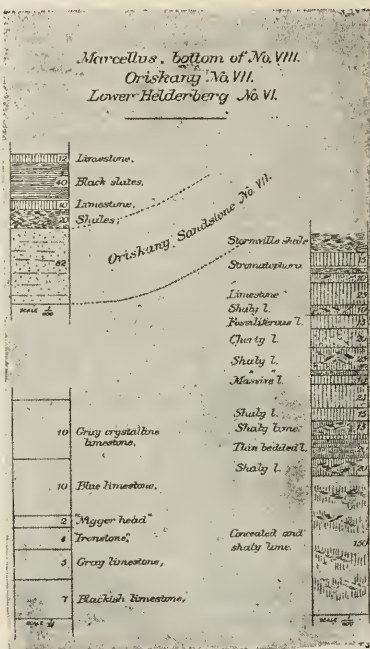 Marcellus, bottom of No. VIII.
Oriskany No. VII.
Lower Helderberg No. VI.
12 Limestone,
40 Black slates,
10 Limestone,
20 Shales;
82
Oriskany Sandstone No. VII.
SCALE
Stormville shale
Stromatopora
Limestone
Shaly l.
Fossiliferous l.
Cherty l.
Shaly l.
Massive l.
Shaly l.
Shaly lime.
Thin bedded l.
Shaly l.
Concealed and
shaly lime.
150
SCALE
10 Gray crystalline
limestone,
10 Blue limestone,
2 "Nigger head"
4 "Ironstone,"
5 Gray limestone,
7 Blackish limestone,
SCALE